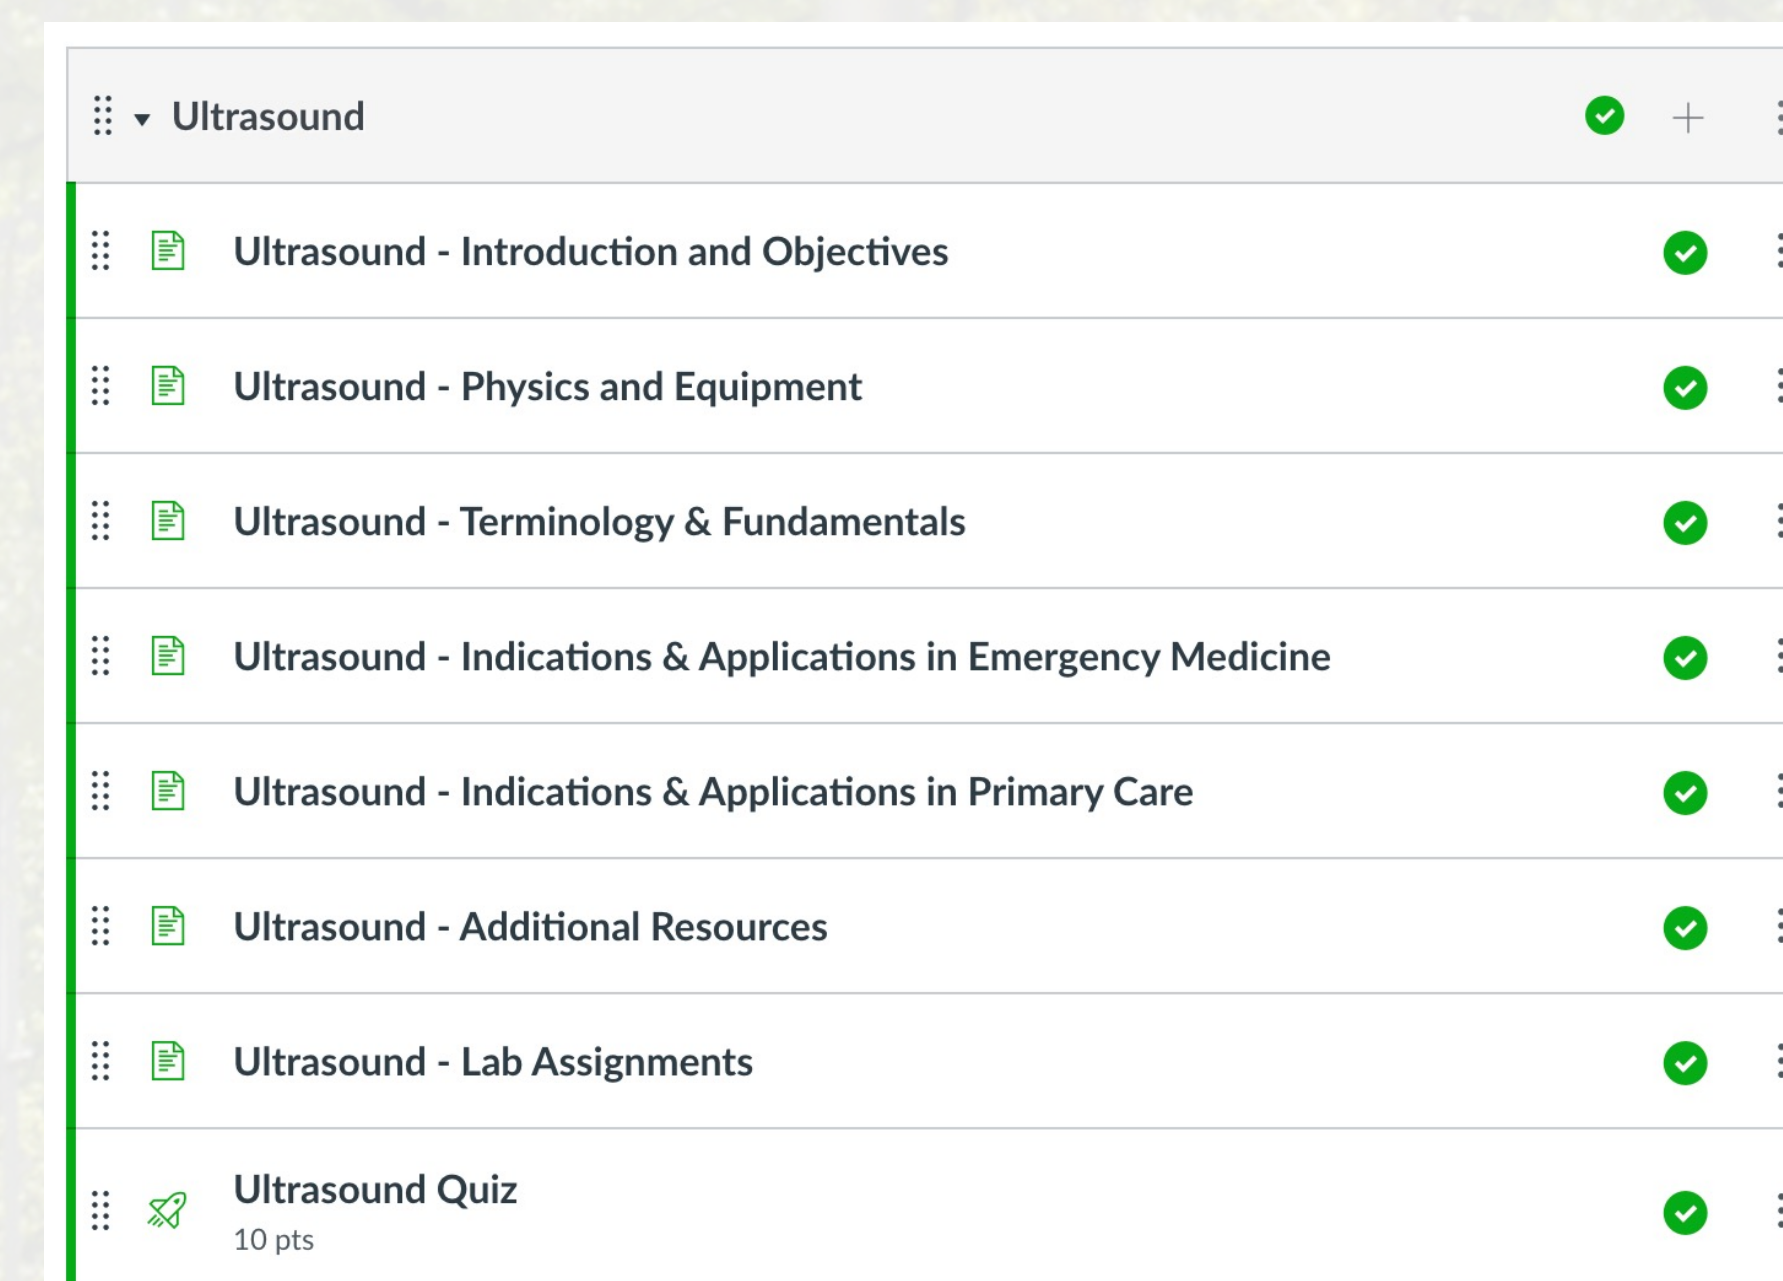 Ultrasound
Ultrasound - Introduction and Objectives
Ultrasound - Physics and Equipment
Ultrasound - Terminology & Fundamentals
Ultrasound - Indications & Applications in Emergency Medicine
Ultrasound - Indications & Applications in Primary Care
Ultrasound - Additional Resources
Ultrasound - Lab Assignments
Ultrasound Quiz
10 pts